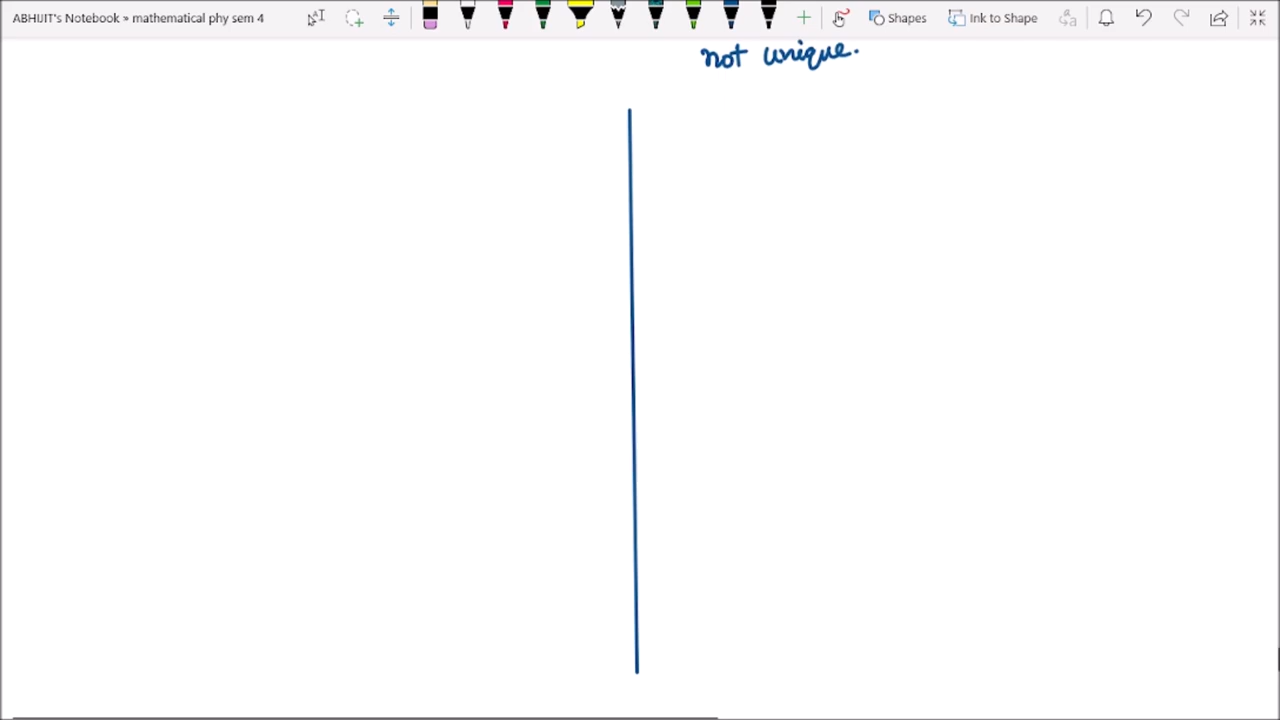 ABHIJIT's Notebook » mathematical phy sem 4
Shapes
Ink to Shape
not unique.